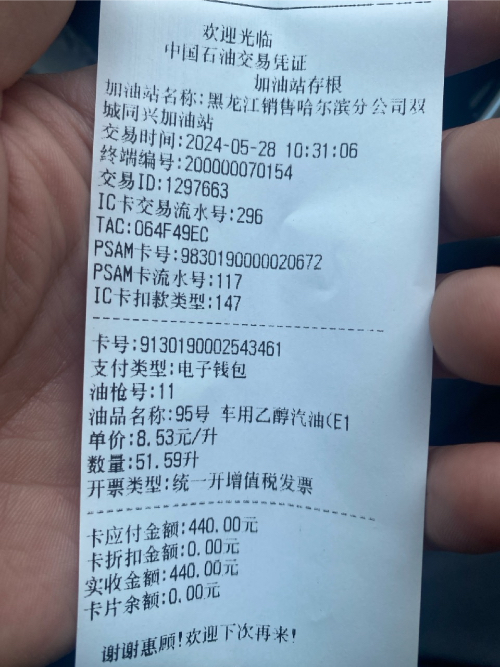 欢迎光临
中国石油交易凭证
加油站存根
加油站名称:黑龙江销售哈尔滨分公司双
城同兴加油站
交易时间:2024-05-28 10:31:06
终端编号:200000070154
交易ID:1297663
IC卡交易流水号:296
TAC:064F49EC
PSAM卡号:9830190000020672
PSAM卡流水号:117
IC卡扣款类型:147
卡号:9130190002543461
支付类型:电子钱包
油枪号:11
油品名称:95号 车用乙醇汽油(E1
单价:8.53元/升
数量:51.59升
开票类型:统一开增值税发票
卡应付金额:440.00元
卡折扣金额:0.00元
实收金额:440.00元
卡片余额:0.00元
谢谢惠顾!欢迎下次再来!